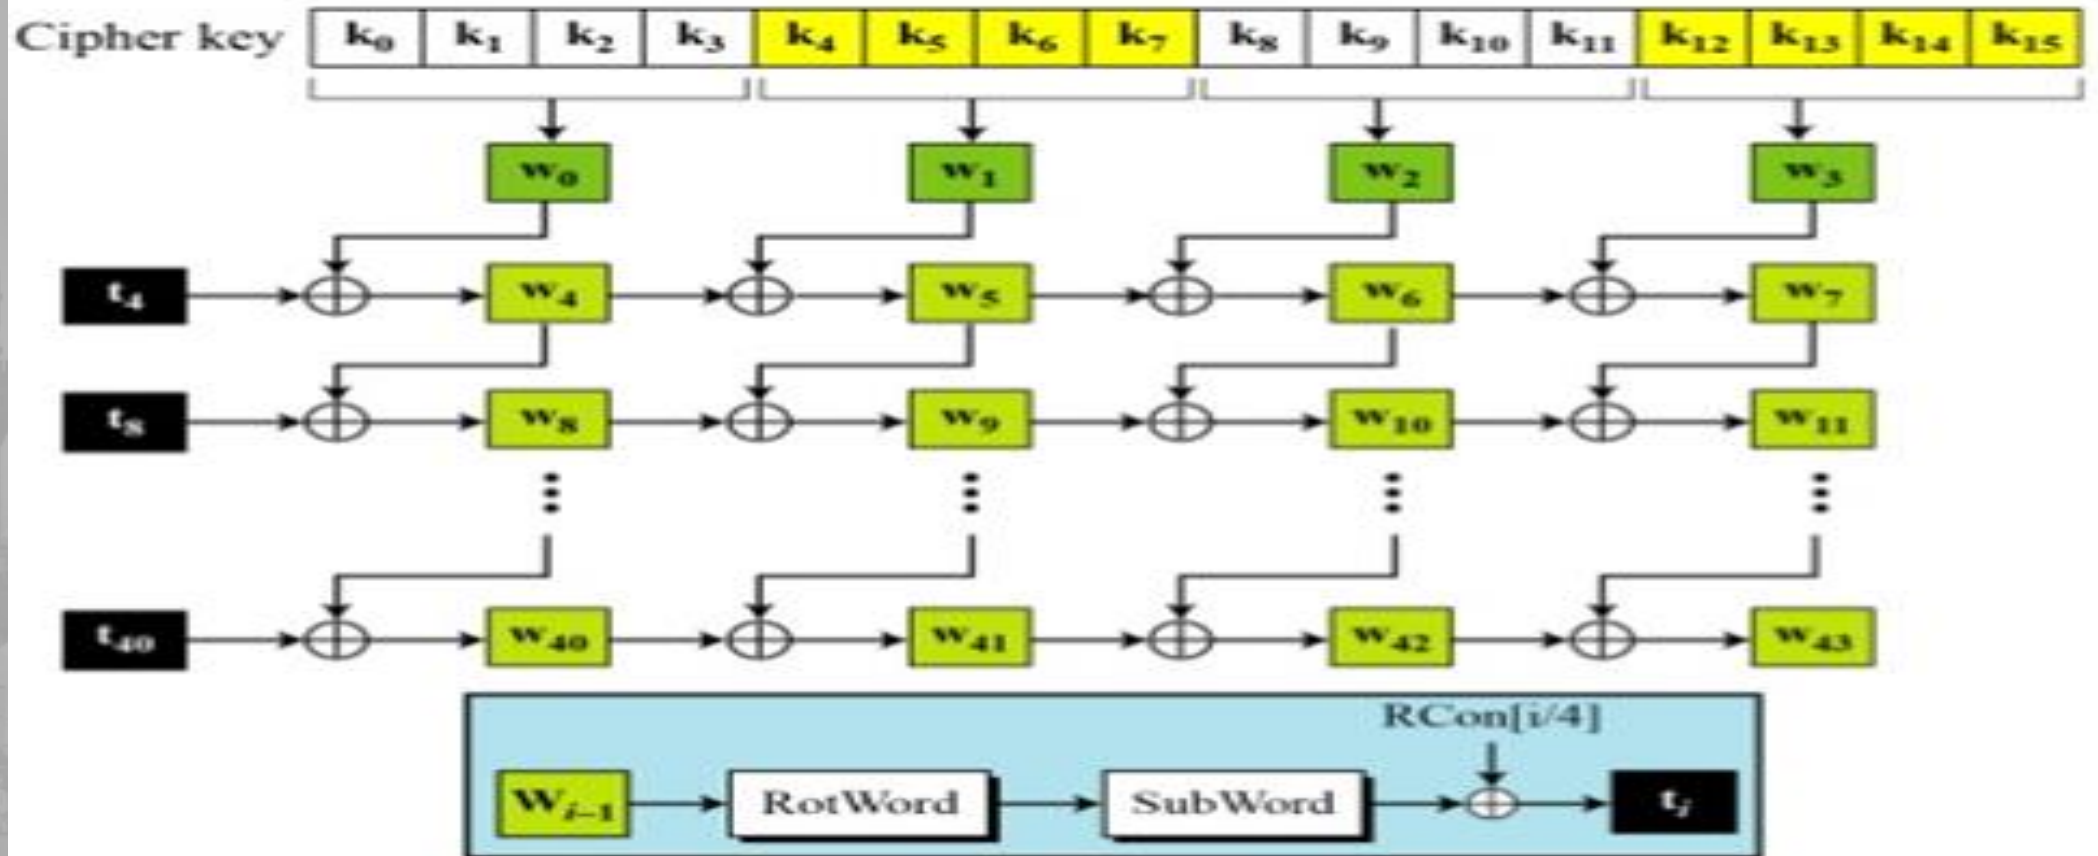 Cipher key k₀ k₁ k₂ k₃ k₄ k₅ k₆ k₇ k₈ k₉ k₁₀ k₁₁ k₁₂ k₁₃ k₁₄ k₁₅
w₀ w₁ w₂ w₃
t₄ w₄ w₅ w₆ w₇
t₈ w₈ w₉ w₁₀ w₁₁
t₄₀ w₄₀ w₄₁ w₄₂ w₄₃
RCon[i/4]
Wᵢ₋₁ RotWord SubWord tᵢ